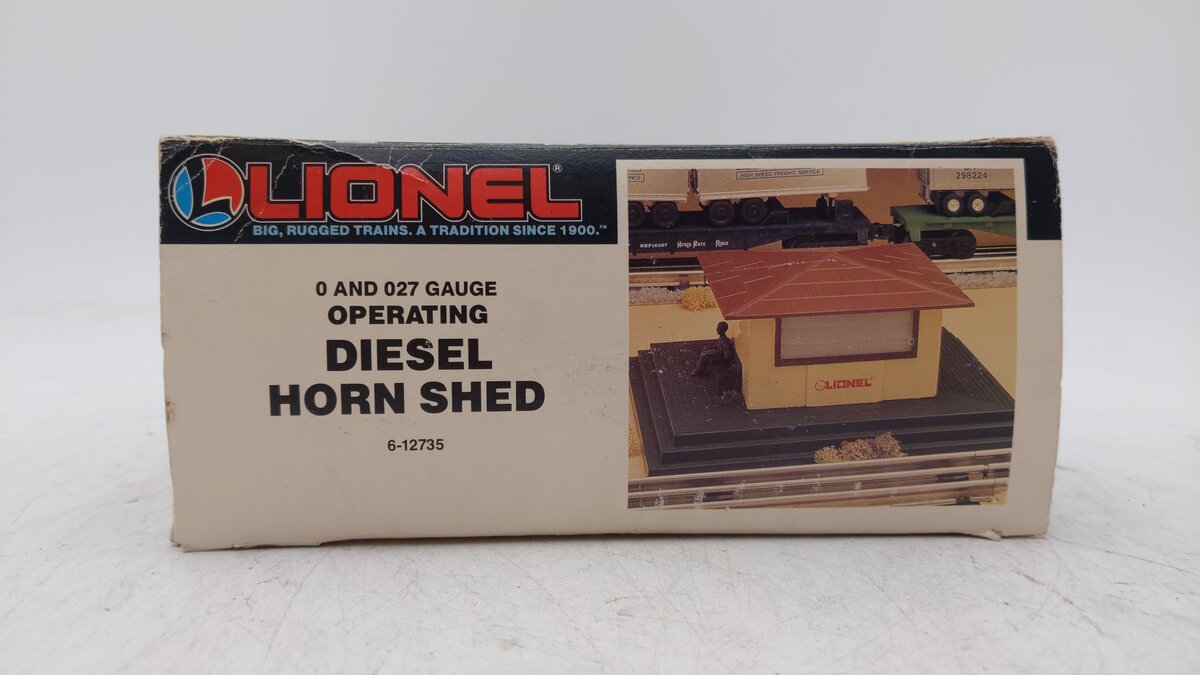 LIONEL®
BIG, RUGGED TRAINS. A TRADITION SINCE 1900.™
0 AND 027 GAUGE
OPERATING
DIESEL
HORN SHED
6-12735
HIGH SPEED FREIGHT SERVICE
298224
NICKEL PLATE ROAD
LIONEL